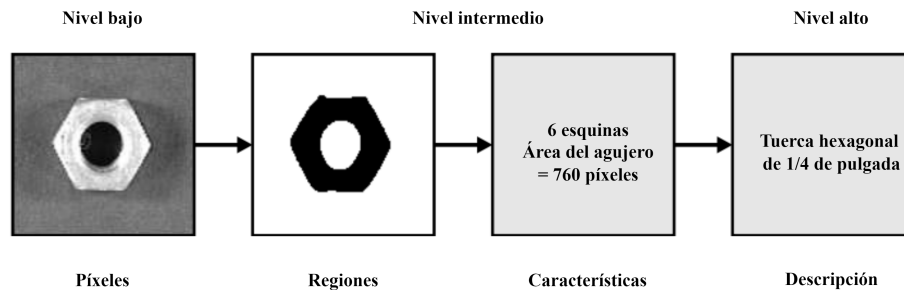 Nivel bajo
Nivel intermedio
Nivel alto
6 esquinas
Área del agujero
= 760 píxeles
Tuerca hexagonal
de 1/4 de pulgada
Píxeles
Regiones
Característicﾭas
Descripción